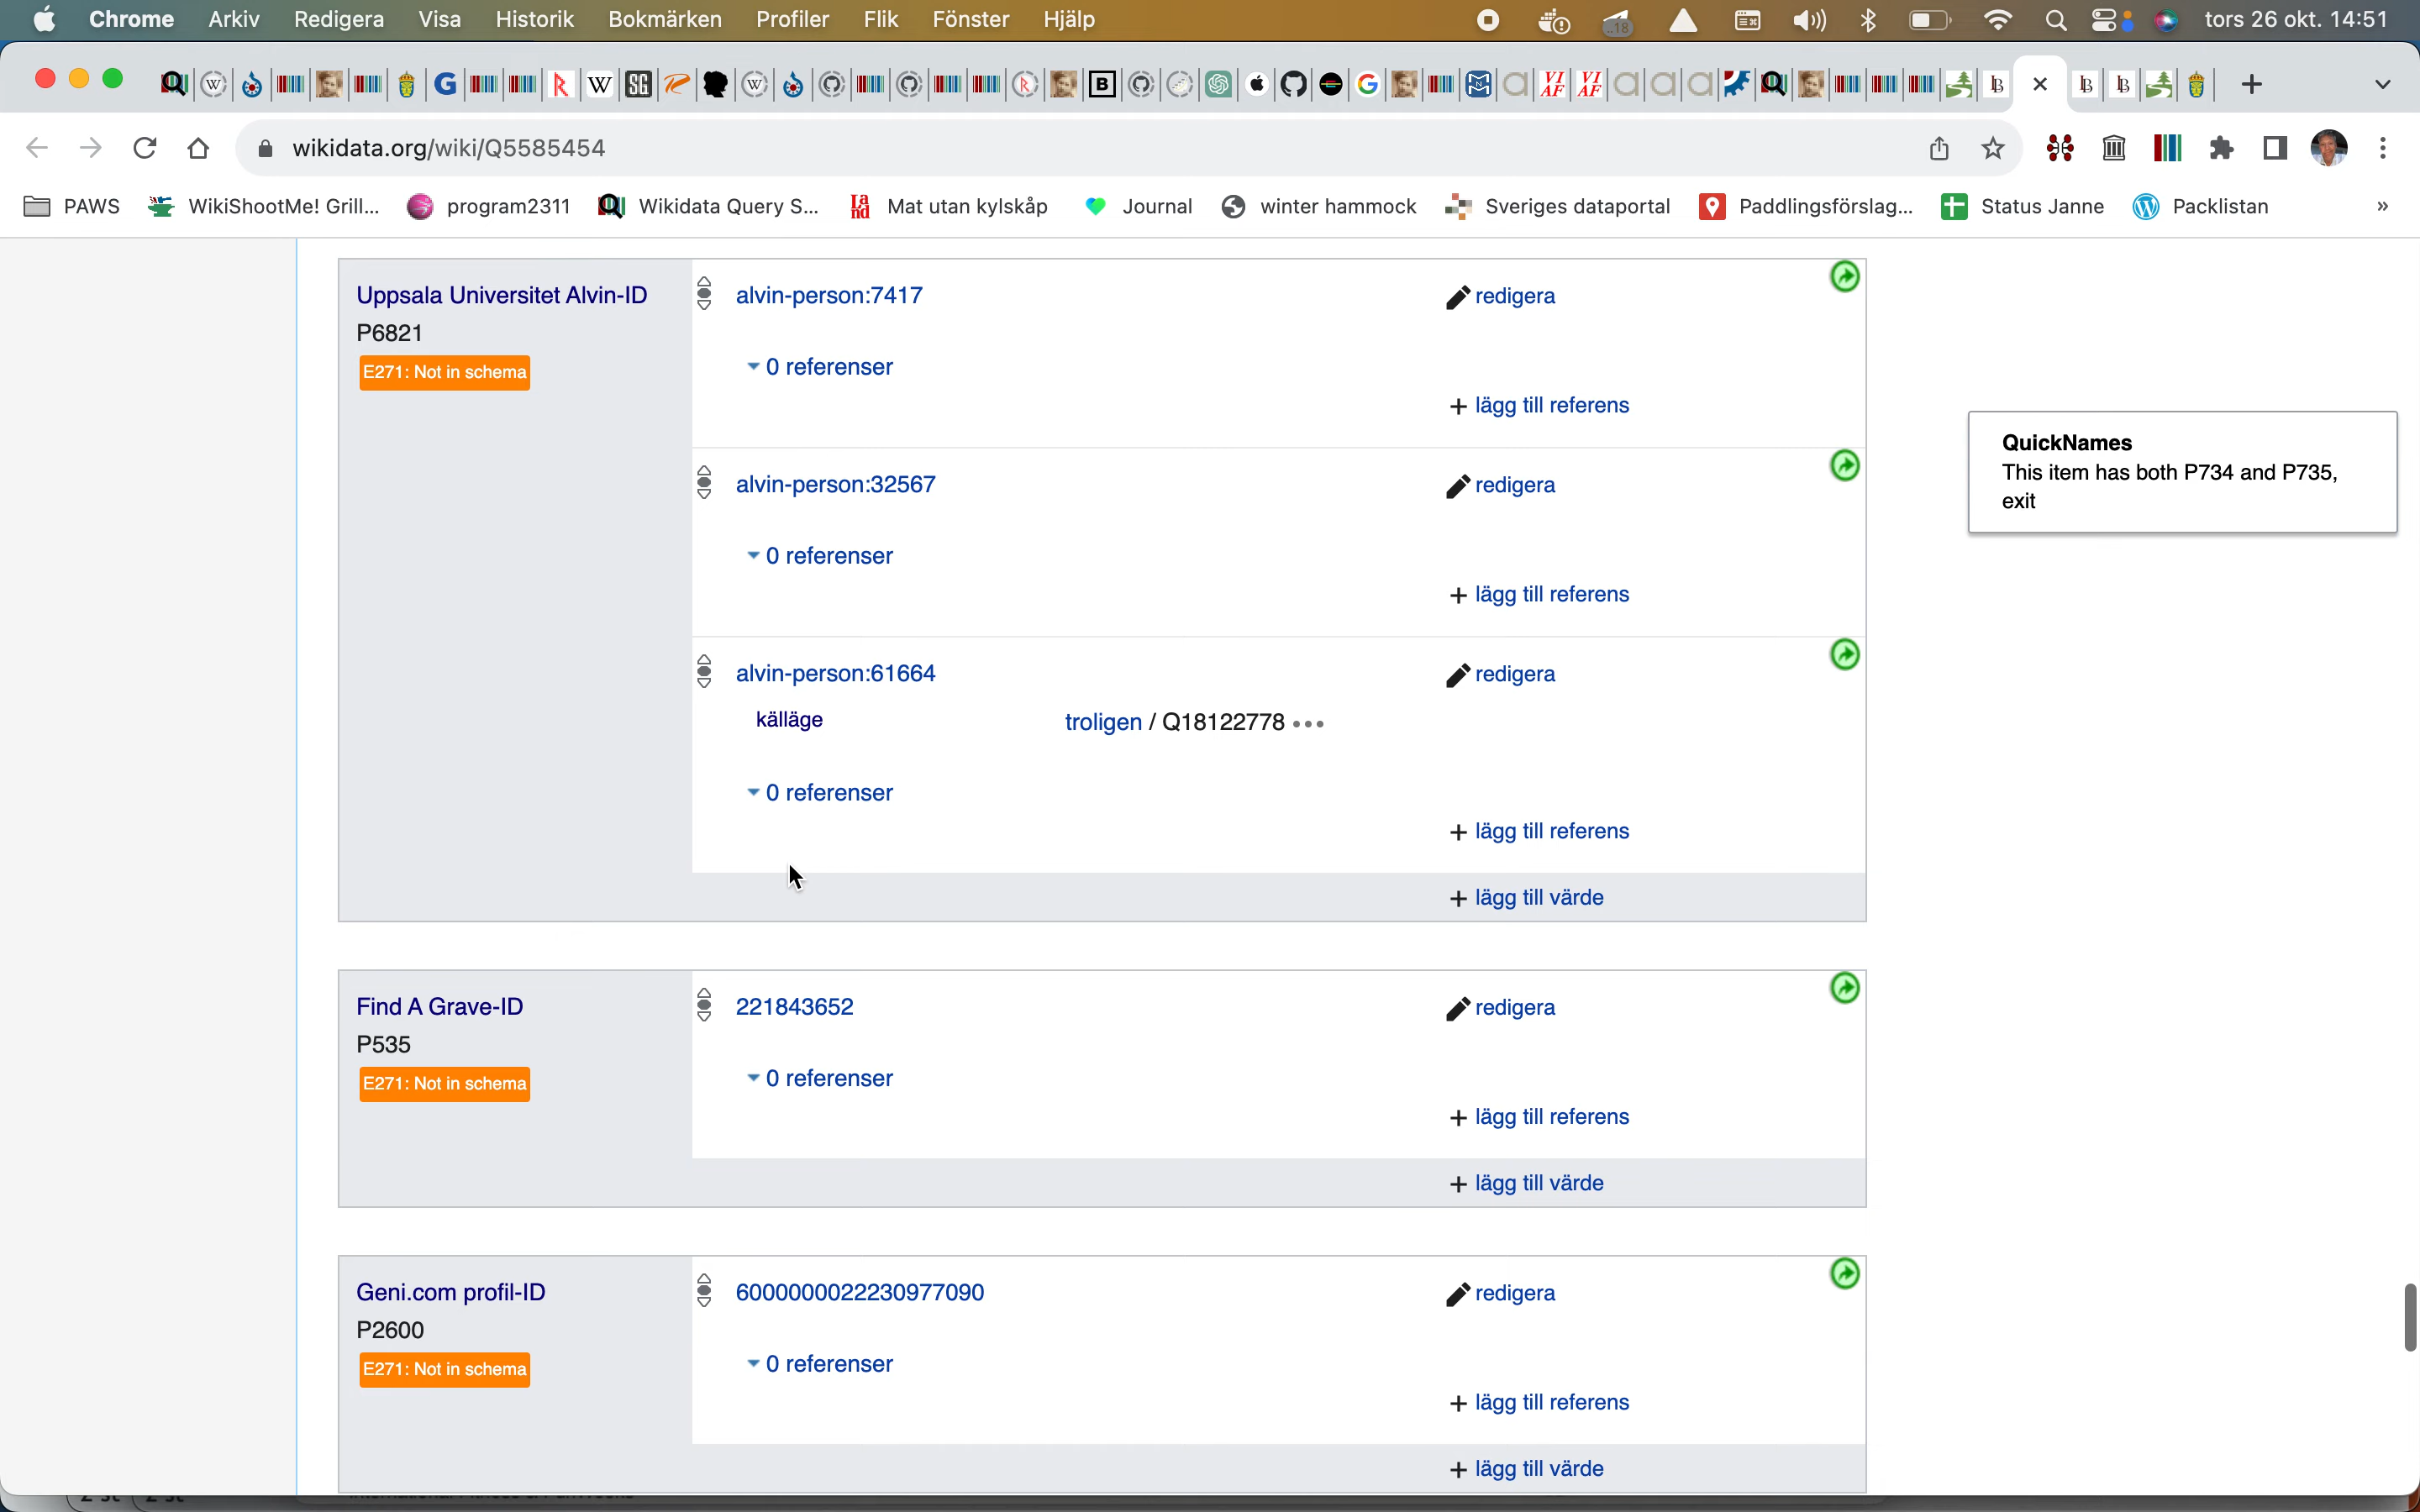 Chrome Arkiv Redigera Visa Historik Bokmärken Profiler Flik Fönster Hjälp tors 26 okt. 14:51
wikidata.org/wiki/Q5585454
PAWS WikiShootMe! Grill... program2311 Wikidata Query S... Mat utan kylskåp Journal winter hammock Sveriges dataportal Paddlingsförslag... Status Janne Packlistan »
Uppsala Universitet Alvin-ID
P6821
E271: Not in schema
alvin-person:7417
redigera
0 referenser
+ lägg till referens
alvin-person:32567
redigera
0 referenser
+ lägg till referens
alvin-person:61664
redigera
källäge
troligen / Q18122778 •••
0 referenser
+ lägg till referens
+ lägg till värde
QuickNames
This item has both P734 and P735,
exit
Find A Grave-ID
P535
E271: Not in schema
221843652
redigera
0 referenser
+ lägg till referens
+ lägg till värde
Geni.com profil-ID
P2600
E271: Not in schema
6000000022230977090
redigera
0 referenser
+ lägg till referens
+ lägg till värde